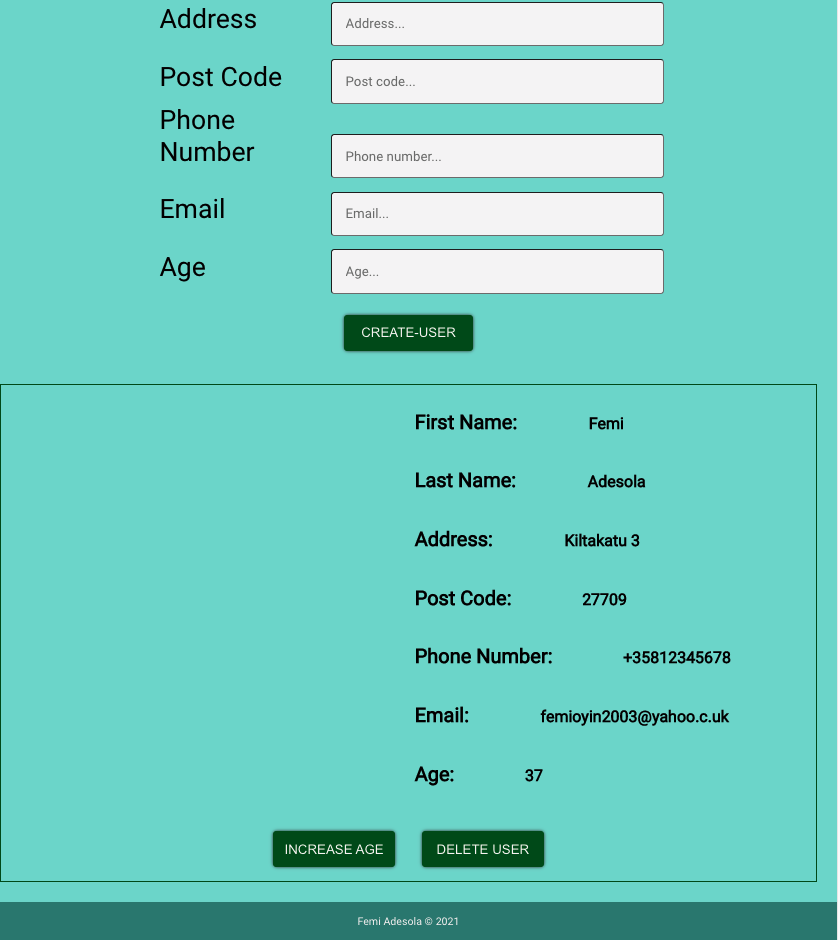 Address
Address...
Post Code
Post code...
Phone
Number
Phone number...
Email
Email...
Age
Age...
CREATE-USER
First Name: Femi
Last Name: Adesola
Address: Kiltakatu 3
Post Code: 27709
Phone Number: +35812345678
Email: femioyin2003@yahoo.c.uk
Age: 37
INCREASE AGE DELETE USER
Femi Adesola © 2021